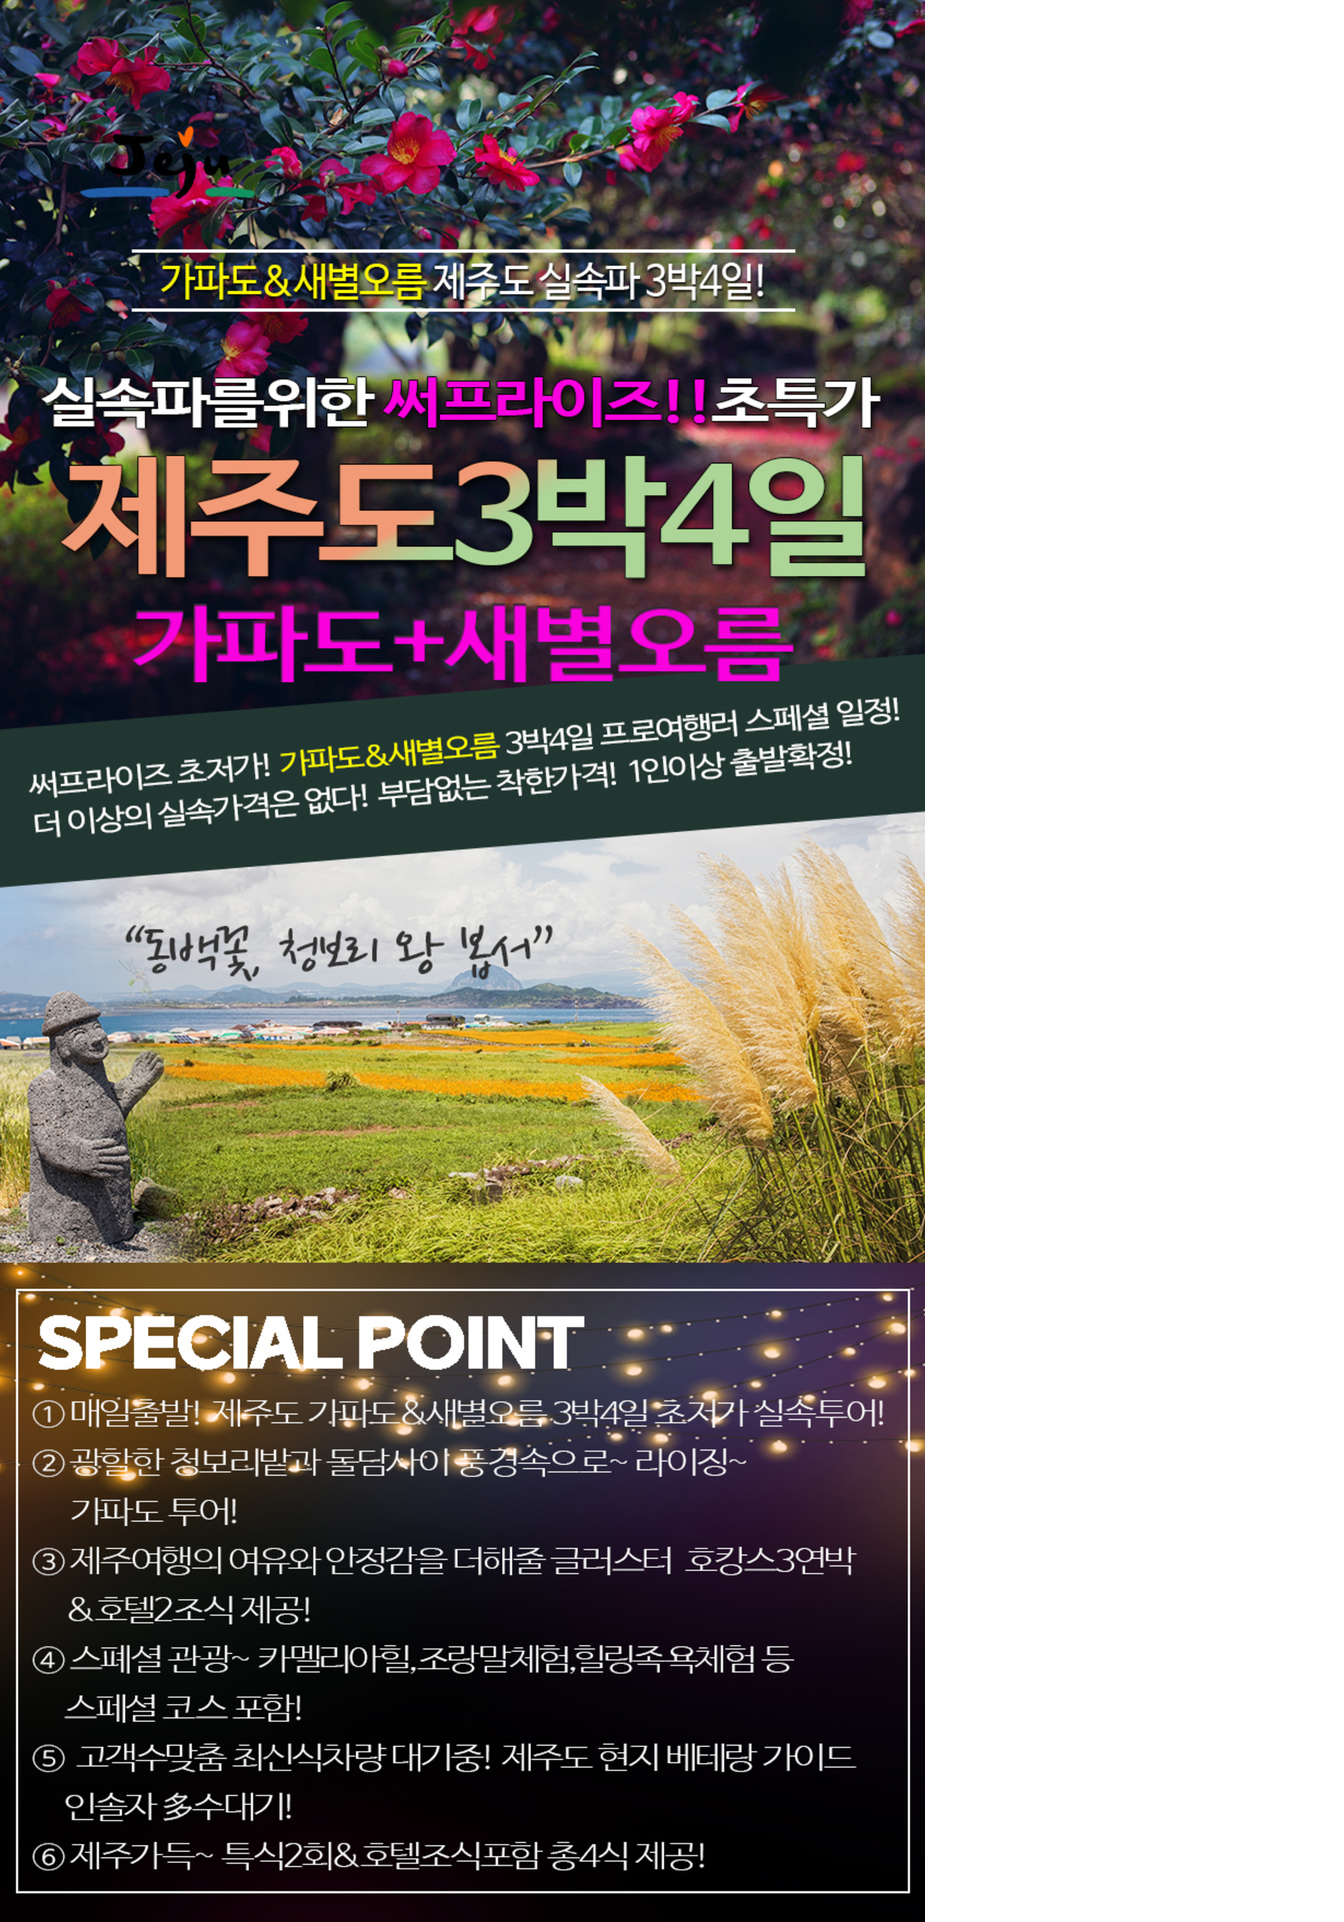 Jeju
가파도&새별오름 제주도 실속파 3박4일!
실속파를위한 써프라이즈!!초특가
제주도3박4일
가파도+새별오름
써프라이즈 초저가! 가파도&새별오름 3박4일 프로여행러 스페셜 일정!
더 이상의 실속가격은 없다! 부담없는 착한가격! 1인이상 출발확정!
“동백꽃, 청보리 왕 봅서”
SPECIAL POINT
① 매일출발! 제주도 가파도&새별오름 3박4일 초저가 실속투어!
② 광할한 청보리밭과 돌담사이 풍경속으로~ 라이징~
가파도 투어!
③ 제주여행의 여유와 안정감을 더해줄 글러스터 호캉스3연박
&호텔2조식 제공!
④ 스페셜 관광~ 카멜리아힐,조랑말체험,힐링족욕체험 등
스페셜 코스 포함!
⑤ 고객수맞춤 최신식차량 대기중! 제주도 현지 베테랑 가이드
인솔자 多수대기!
⑥ 제주가득~ 특식2회&호텔조식포함 총4식 제공!